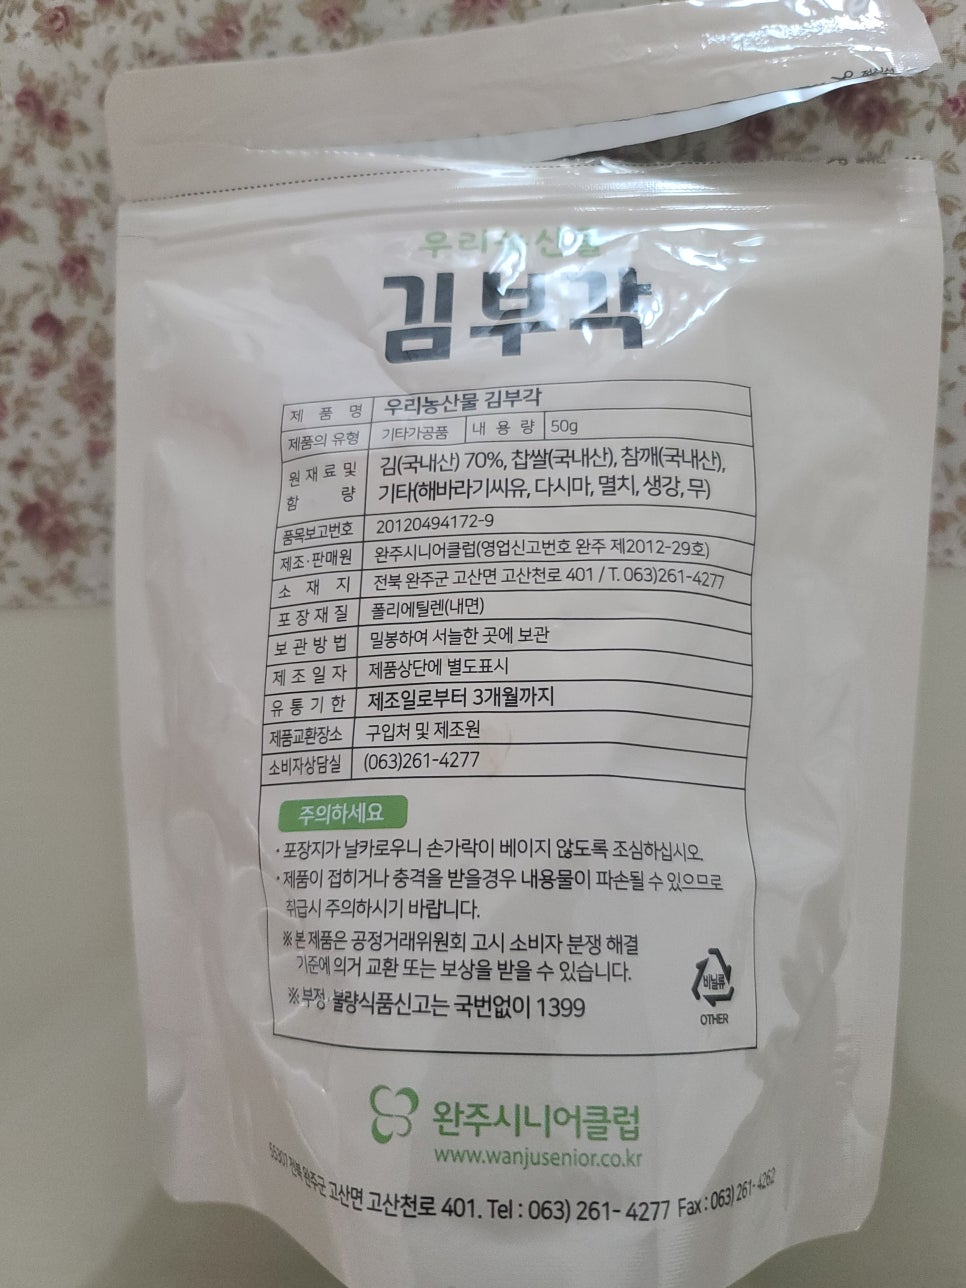 우리농산물
김부각
제품명 우리농산물 김부각
제품의 유형 기타가공품 내용량 50g
원재료 및 함량 김(국내산) 70%, 찹쌀(국내산), 참깨(국내산),
기타(해바라기씨유, 다시마, 멸치, 생강, 무)
품목보고번호 20120494172-9
제조·판매원 완주시니어클럽(영업신고번호 완주 제2012-29호)
소재지 전북 완주군 고산면 고산천로 401 / T. 063)261-4277
포장재질 폴리에틸렌(내면)
보관방법 밀봉하여 서늘한 곳에 보관
제조일자 제품상단에 별도표시
유통기한 제조일로부터 3개월까지
제품교환장소 구입처 및 제조원
소비자상담실 (063)261-4277
주의하세요
· 포장지가 날카로우니 손가락이 베이지 않도록 조심하십시오.
· 제품이 접히거나 충격을 받을경우 내용물이 파손될 수 있으므로
취급시 주의하시기 바랍니다.
※ 본 제품은 공정거래위원회 고시 소비자 분쟁 해결
기준에 의거 교환 또는 보상을 받을 수 있습니다.
※ 부정·불량식품신고는 국번없이 1399
비닐류
OTHER
완주시니어클럽
www.wanjusenior.co.kr
전북 완주군 고산면 고산천로 401. Tel : 063) 261- 4277 Fax : 063) 261- 4262